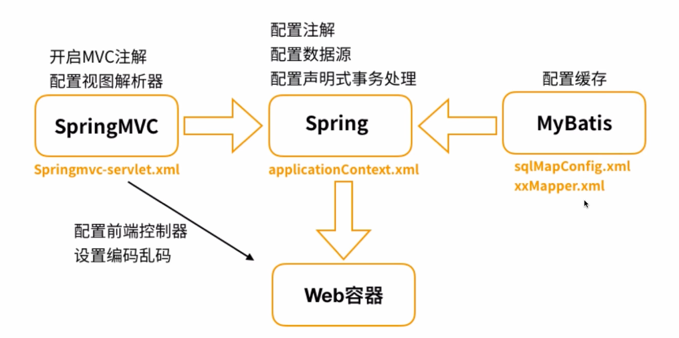 配置注解
开启MVC注解
配置数据源
配置视图解析器
配置声明式事务处理
配置缓存
SpringMVC
Spring
MyBatis
Springmvc-servlet.xml
applicationContext.xml
sqlMapConfig.xml
xxMapper.xml
配置前端控制器
设置编码乱码
Web容器